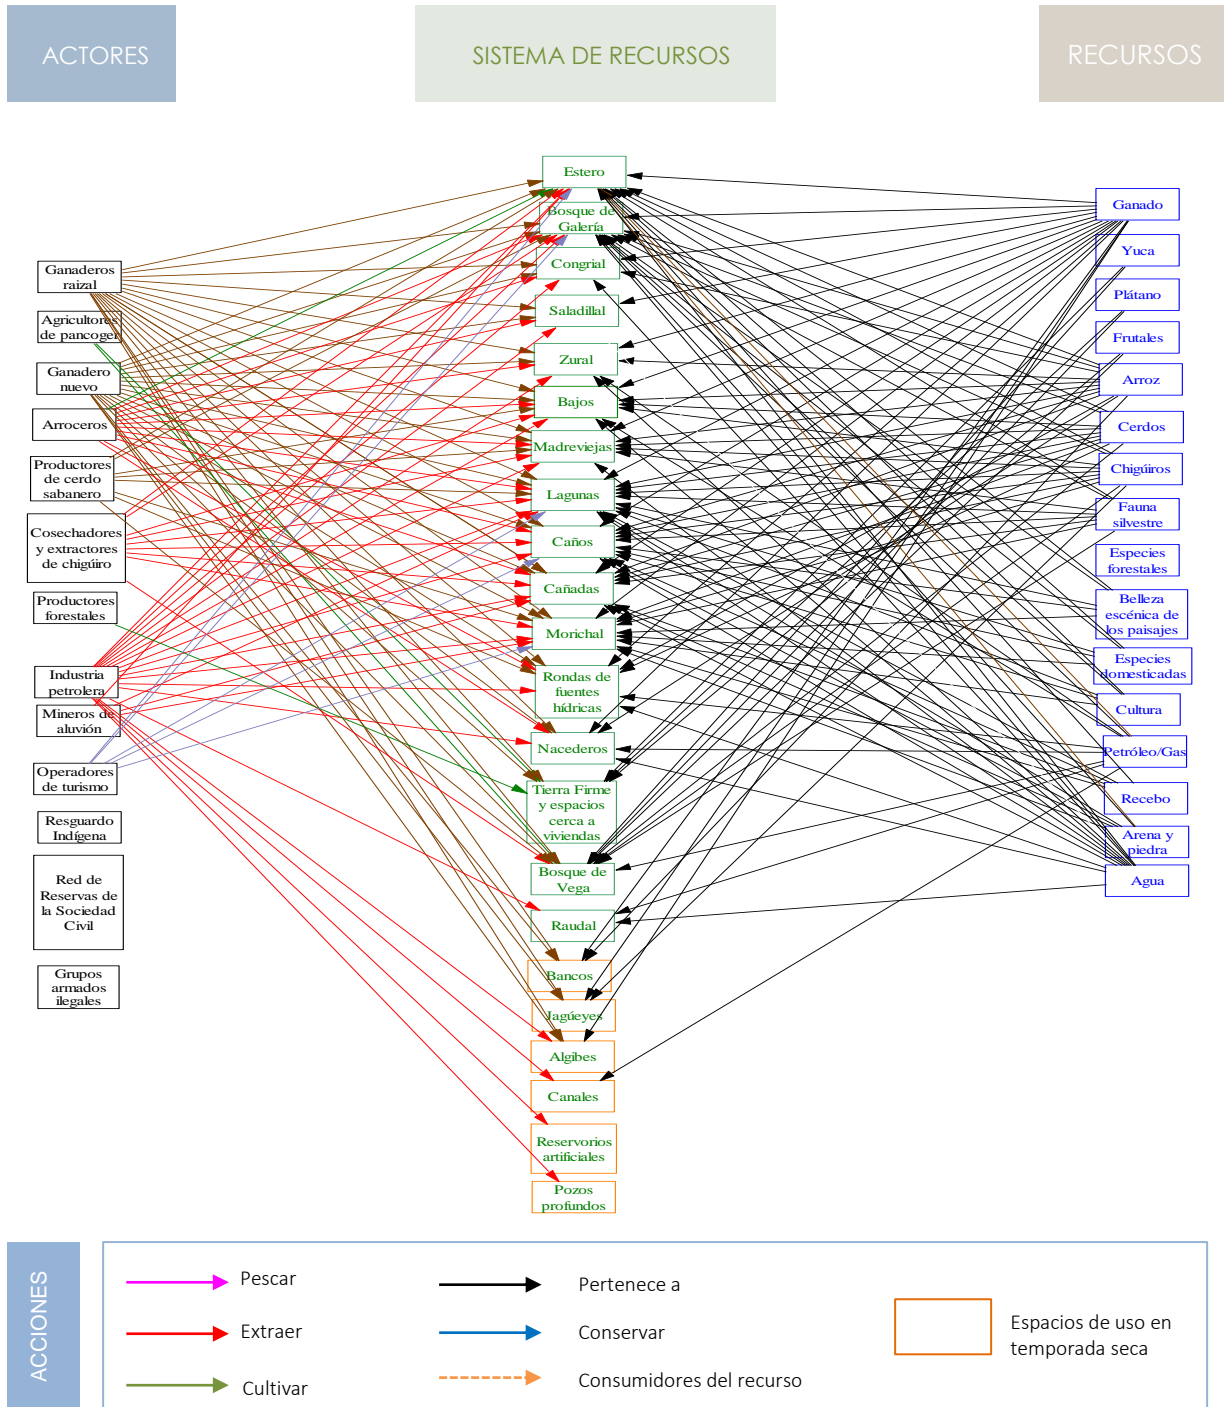 ACTORES
SISTEMA DE RECURSOS
RECURSOS
Ganaderos
raizal
Agricultores
de pancoger
Ganadero
nuevo
Arroceros
Productores
de cerdo
sabanero
Cosechadores
y extractores
de chigüiro
Productores
forestales
Industria
petrolera
Mineros de
aluvión
Operadores
de turismo
Resguardo
Indígena
Red de
Reservas de
la Sociedad
Civil
Grupos
armados
ilegales
Estero
Bosque de
Galería
Congrial
Saladillal
Zural
Bajos
Madreviejas
Lagunas
Caños
Cañadas
Morichal
Rondas de
fuentes
hídricas
Nacederos
Tierra Firme
y espacios
cerca a
viviendas
Bosque de
Vega
Raudal
Bancos
Jagüeyes
Algibes
Canales
Reservorios
artificiales
Pozos
profundos
Ganado
Yuca
Plátano
Frutales
Arroz
Cerdos
Chigüiros
Fauna
silvestre
Especies
forestales
Belleza
escénica de
los paisajes
Especies
domesticadas
Cultura
Petróleo/Gas
Recebo
Arena y
piedra
Agua
ACCIONES
Pescar
Extraer
Cultivar
Pertenece a
Conservar
Consumidores del recurso
Espacios de uso en
temporada seca